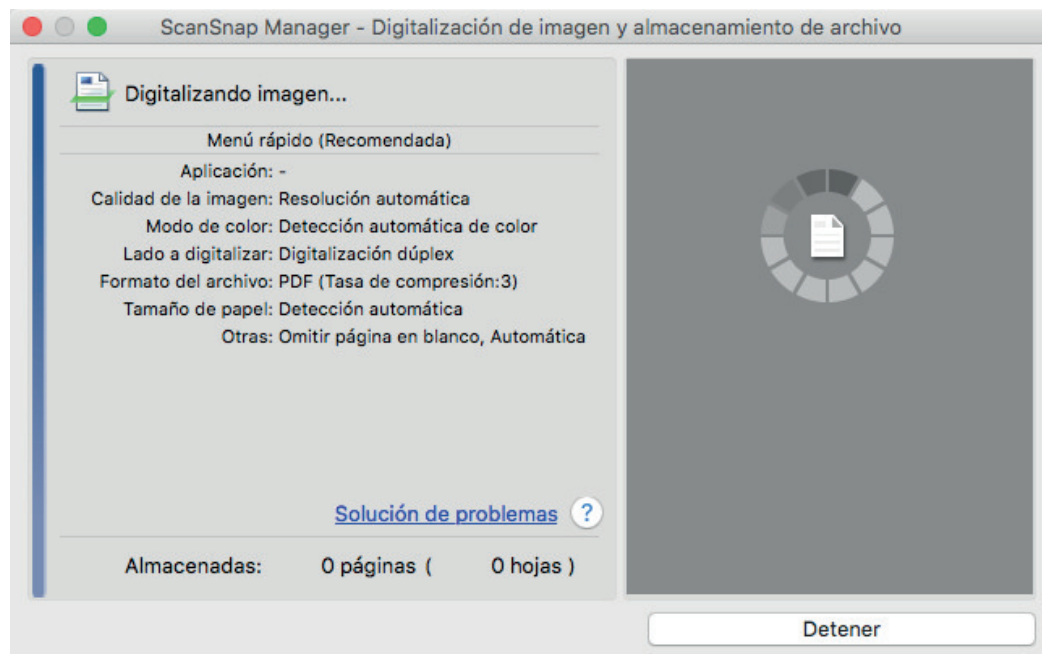 ScanSnap Manager - Digitalización de imagen y almacenamiento de archivo
Digitalizando imagen...
Menú rápido (Recomendada)
Aplicación: -
Calidad de la imagen: Resolución automática
Modo de color: Detección automática de color
Lado a digitalizar: Digitalización dúplex
Formato del archivo: PDF (Tasa de compresión:3)
Tamaño de papel: Detección automática
Otras: Omitir página en blanco, Automática
Solución de problemas ?
Almacenadas: 0 páginas ( 0 hojas )
Detener